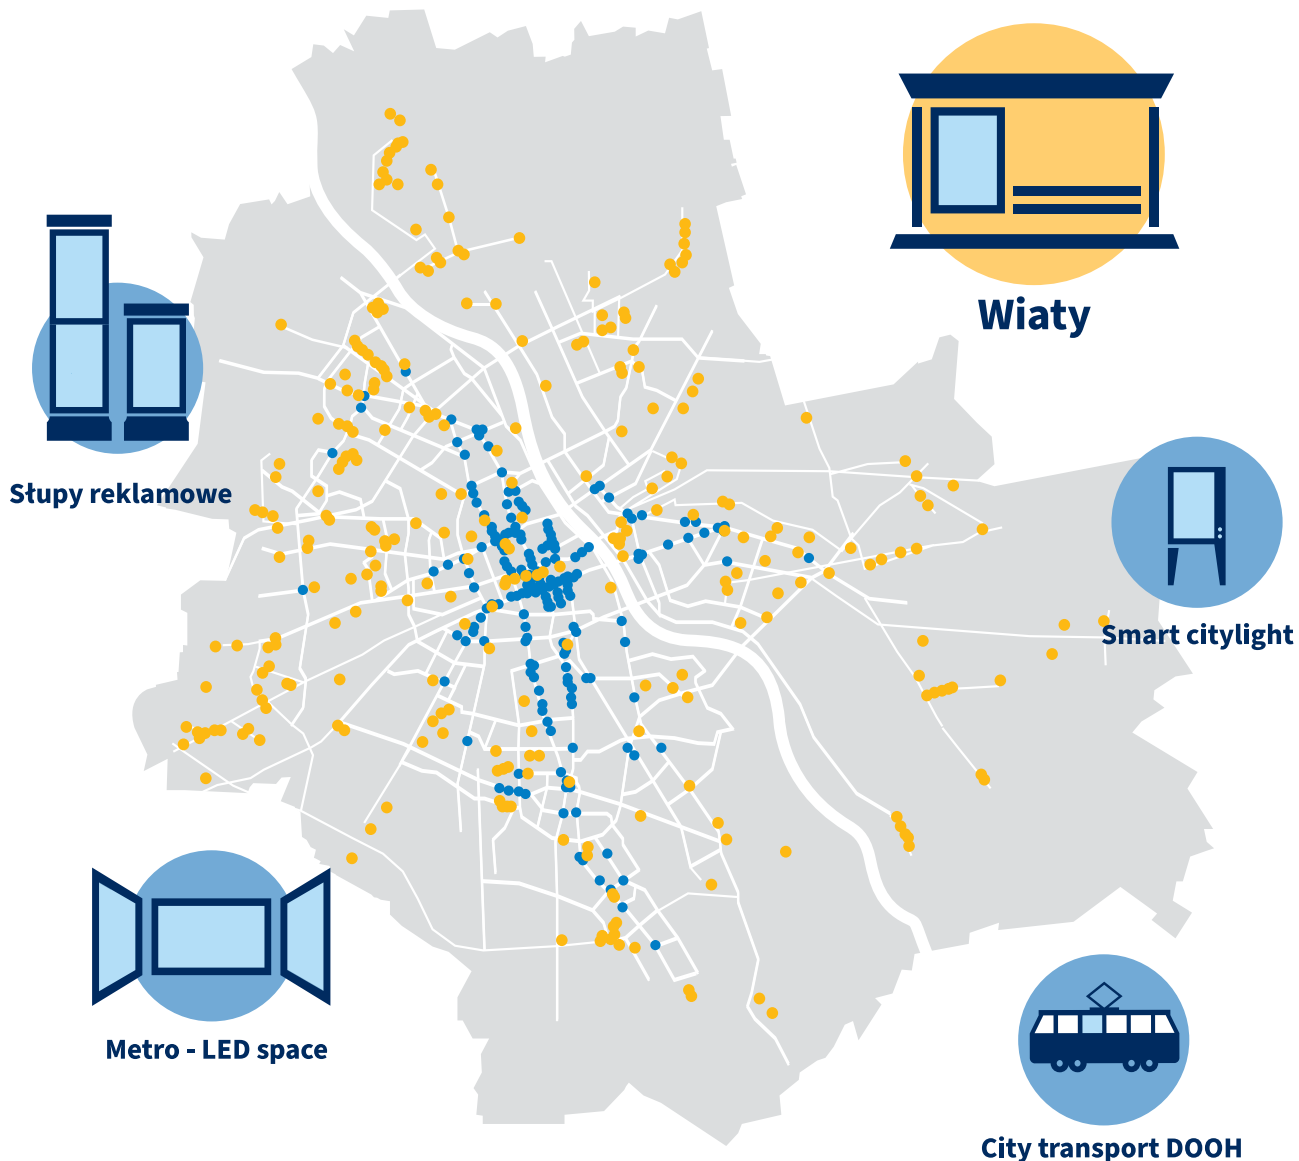 Wiaty
Słupy reklamowe
Smart citylight
Metro - LED space
City transport DOOH